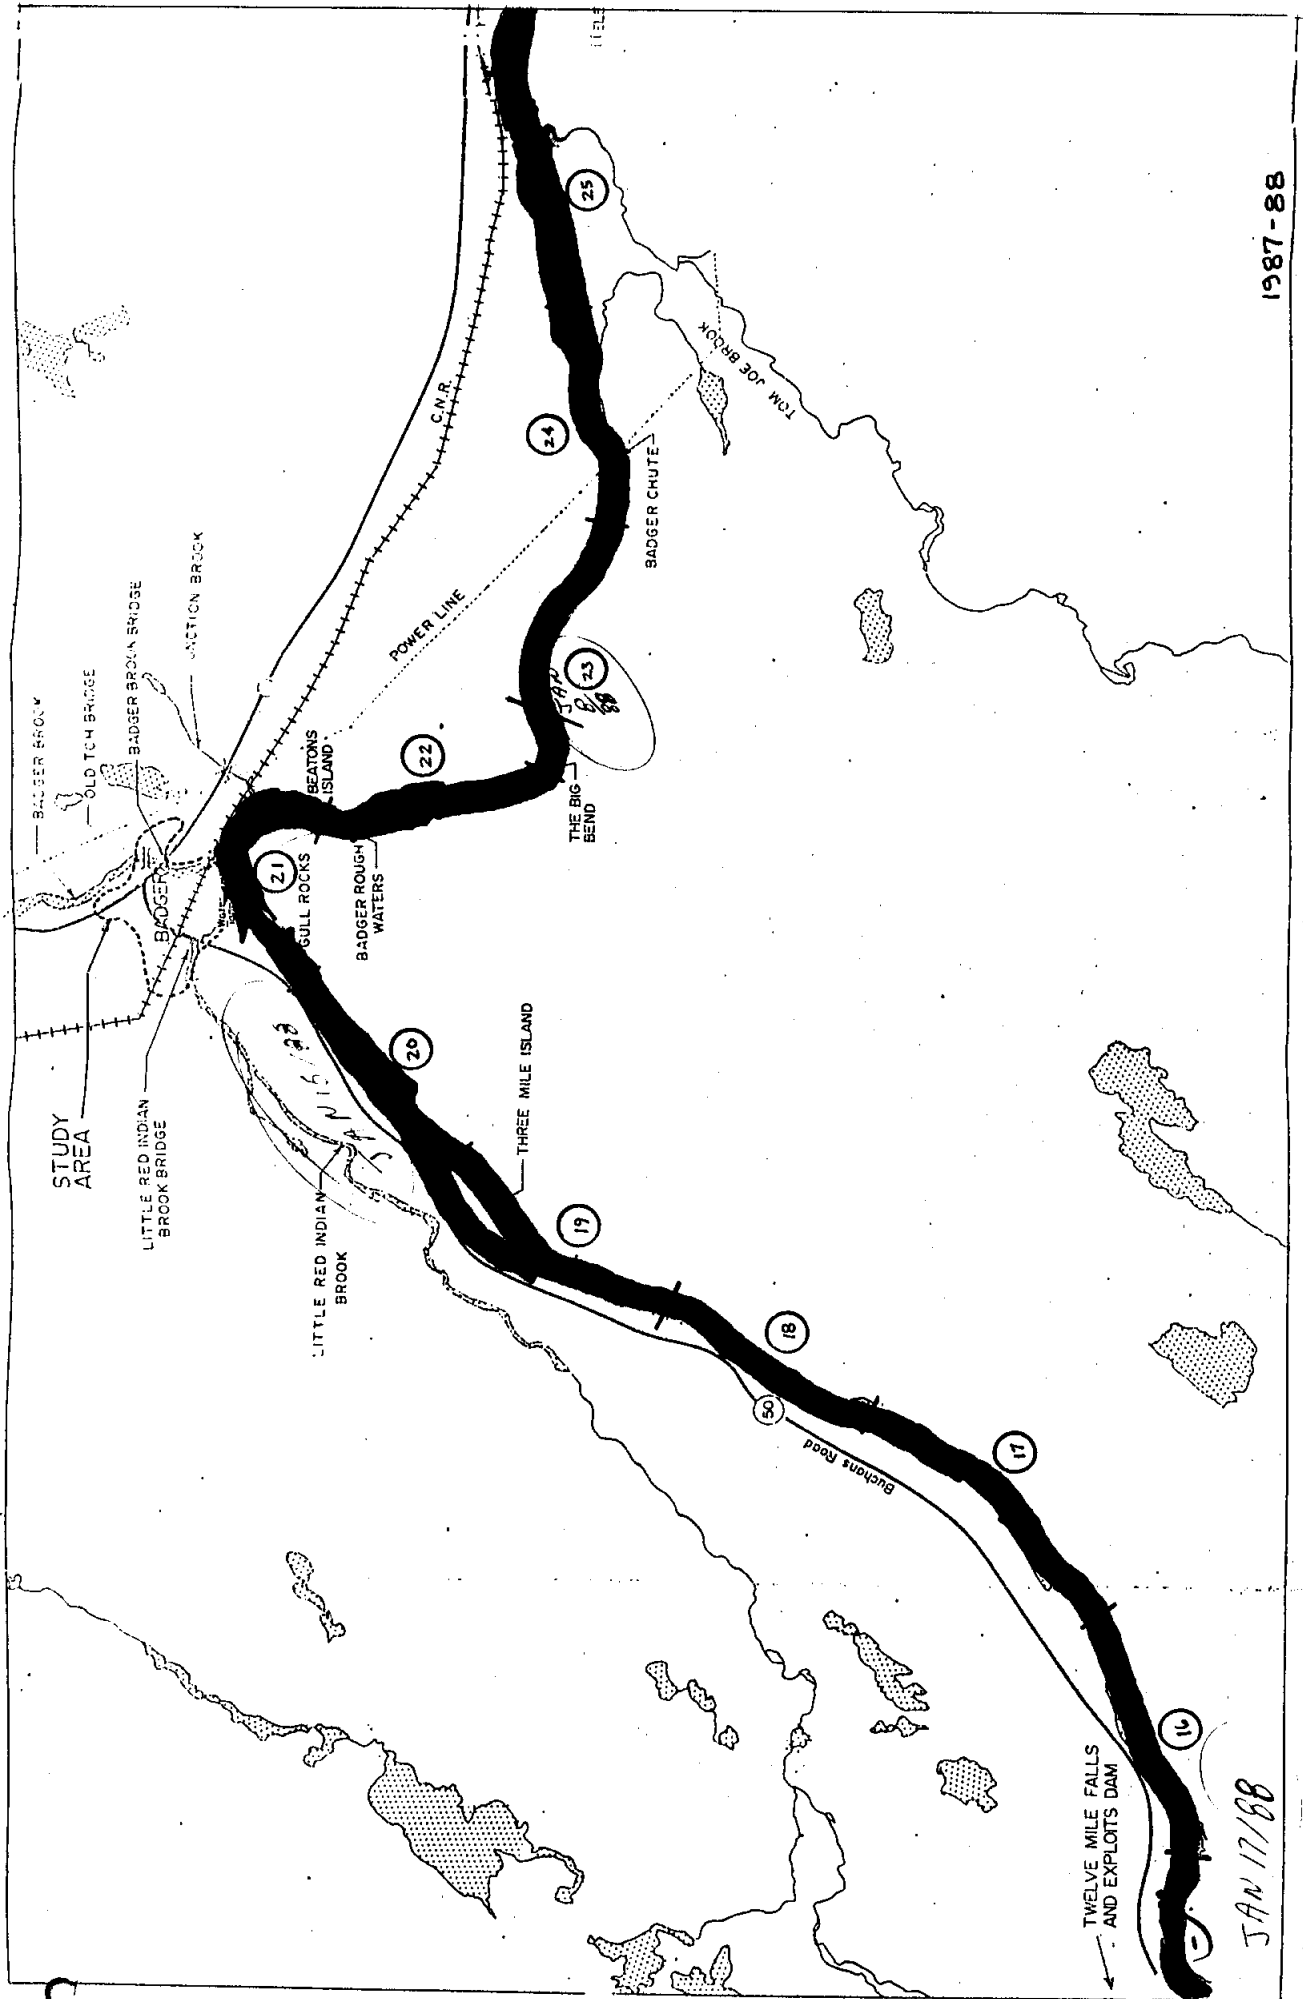 BADGER BROOK
OLD TCH BRIDGE
BADGER BROOK BRIDGE
JUNCTION BROOK
STUDY
AREA
BADGER
LITTLE RED INDIAN
BROOK BRIDGE
C.N.R.
POWER LINE
BEATONS
ISLAND
21
GULL ROCKS
BADGER ROUGH
WATERS
22
THE BIG
BEND
JAN
8/88
23
24
BADGER CHUTE
25
TOM JOE BROOK
JAN 15/88
20
LITTLE RED INDIAN
BROOK
THREE MILE ISLAND
19
18
50
Buchans Road
17
16
TWELVE MILE FALLS
AND EXPLOITS DAM
JAN 17/88
1987-88